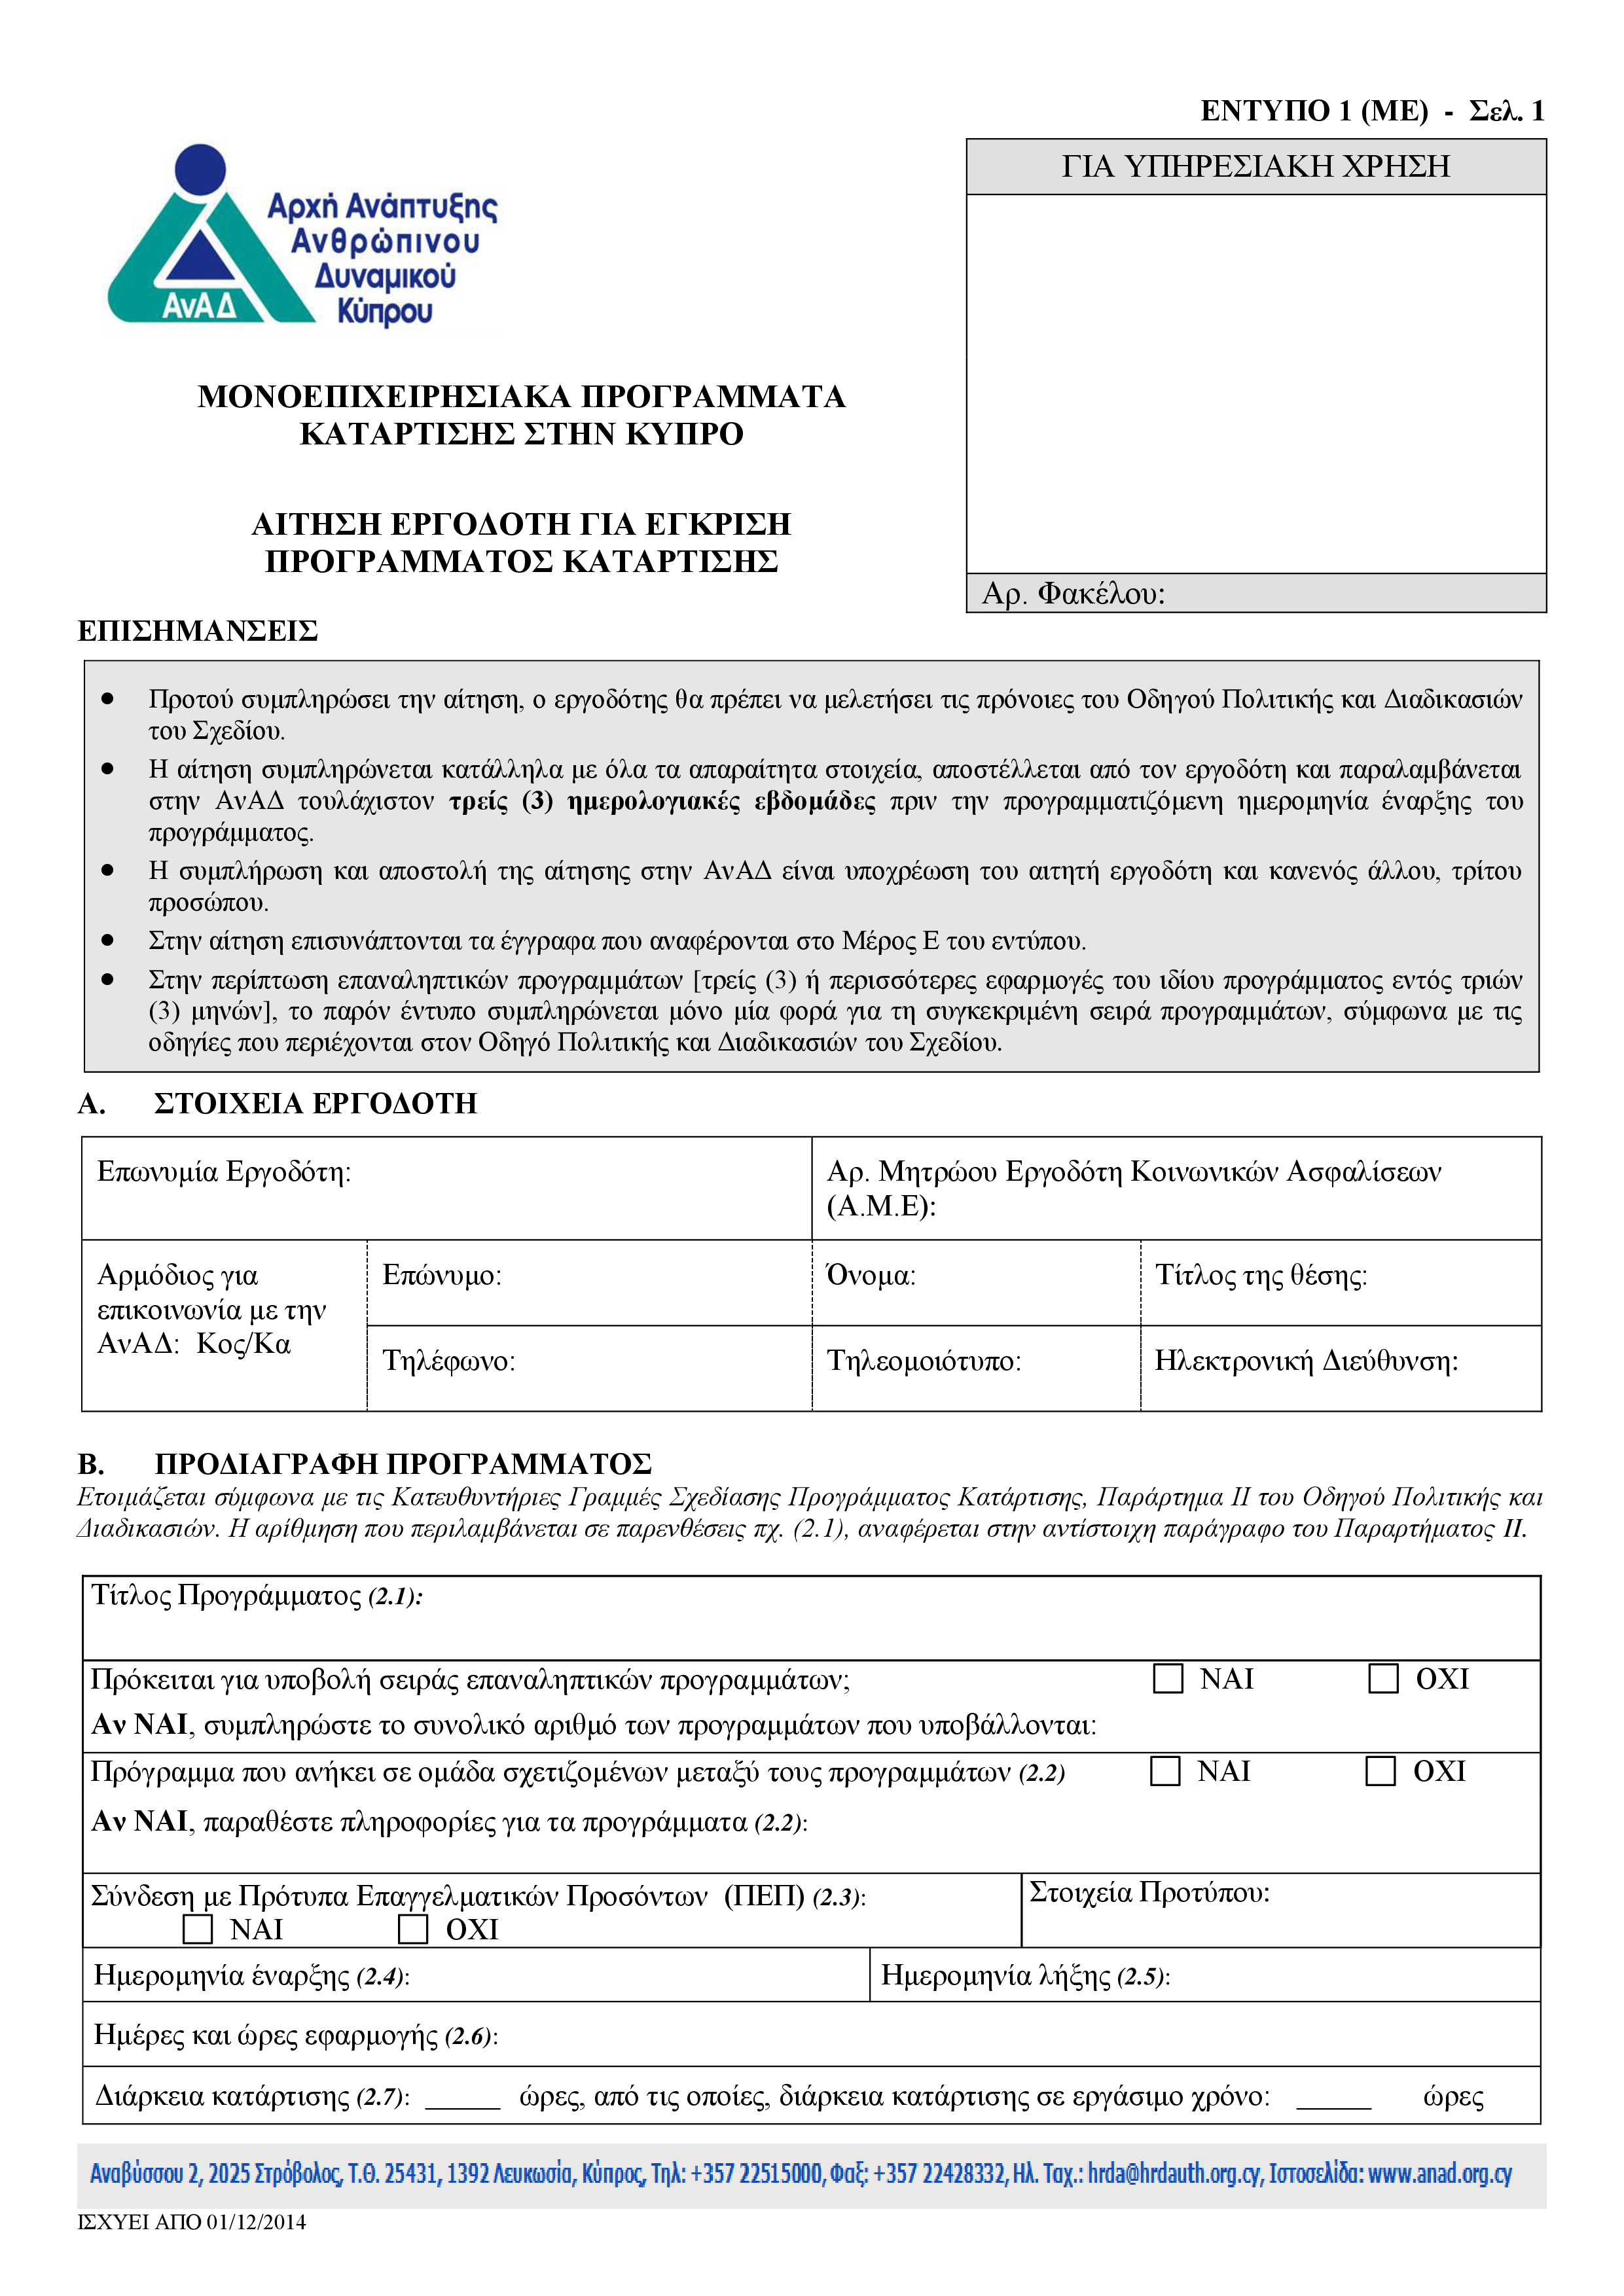 ΕΝΤΥΠΟ 1 (ΜΕ) - Σελ. 1
ΓΙΑ ΥΠΗΡΕΣΙΑΚΗ ΧΡΗΣΗ
Αρχή Ανάπτυξης
Ανθρώπινου
Δυναμικού
Κύπρου
ΑνΑΔ
ΜΟΝΟΕΠΙΧΕΙΡΗΣΙΑΚΑ ΠΡΟΓΡΑΜΜΑΤΑ
ΚΑΤΑΡΤΙΣΗΣ ΣΤΗΝ ΚΥΠΡΟ
ΑΙΤΗΣΗ ΕΡΓΟΔΟΤΗ ΓΙΑ ΕΓΚΡΙΣΗ
ΠΡΟΓΡΑΜΜΑΤΟΣ ΚΑΤΑΡΤΙΣΗΣ
Αρ. Φακέλου:
ΕΠΙΣΗΜΑΝΣΕΙΣ
• Προτού συμπληρώσει την αίτηση, ο εργοδότης θα πρέπει να μελετήσει τις πρόνοιες του Οδηγού Πολιτικής και Διαδικασιών
του Σχεδίου.
• Η αίτηση συμπληρώνεται κατάλληλα με όλα τα απαραίτητα στοιχεία, αποστέλλεται από τον εργοδότη και παραλαμβάνεται
στην ΑνΑΔ τουλάχιστον τρείς (3) ημερολογιακές εβδομάδες πριν την προγραμματιζόμενη ημερομηνία έναρξης του
προγράμματος.
• Η συμπλήρωση και αποστολή της αίτησης στην ΑνΑΔ είναι υποχρέωση του αιτητή εργοδότη και κανενός άλλου, τρίτου
προσώπου.
• Στην αίτηση επισυνάπτονται τα έγγραφα που αναφέρονται στο Μέρος Ε του εντύπου.
• Στην περίπτωση επαναληπτικών προγραμμάτων [τρείς (3) ή περισσότερες εφαρμογές του ιδίου προγράμματος εντός τριών
(3) μηνών], το παρόν έντυπο συμπληρώνεται μόνο μία φορά για τη συγκεκριμένη σειρά προγραμμάτων, σύμφωνα με τις
οδηγίες που περιέχονται στον Οδηγό Πολιτικής και Διαδικασιών του Σχεδίου.
Α. ΣΤΟΙΧΕΙΑ ΕΡΓΟΔΟΤΗ
Επωνυμία Εργοδότη:
Αρ. Μητρώου Εργοδότη Κοινωνικών Ασφαλίσεων
(Α.Μ.Ε):
Αρμόδιος για
επικοινωνία με την
ΑνΑΔ: Κος/Κα
Επώνυμο:
Όνομα:
Τίτλος της θέσης:
Τηλέφωνο:
Τηλεομοιότυπο:
Ηλεκτρονική Διεύθυνση:
Β. ΠΡΟΔΙΑΓΡΑΦΗ ΠΡΟΓΡΑΜΜΑΤΟΣ
Ετοιμάζεται σύμφωνα με τις Κατευθυντήριες Γραμμές Σχεδίασης Προγράμματος Κατάρτισης, Παράρτημα ΙΙ του Οδηγού Πολιτικής και
Διαδικασιών. Η αρίθμηση που περιλαμβάνεται σε παρενθέσεις πχ. (2.1), αναφέρεται στην αντίστοιχη παράγραφο του Παραρτήματος ΙΙ.
Τίτλος Προγράμματος (2.1):
Πρόκειται για υποβολή σειράς επαναληπτικών προγραμμάτων; ☐ ΝΑΙ ☐ ΟΧΙ
Αν ΝΑΙ, συμπληρώστε το συνολικό αριθμό των προγραμμάτων που υποβάλλονται:
Πρόγραμμα που ανήκει σε ομάδα σχετιζομένων μεταξύ τους προγραμμάτων (2.2) ☐ ΝΑΙ ☐ ΟΧΙ
Αν ΝΑΙ, παραθέστε πληροφορίες για τα προγράμματα (2.2):
Σύνδεση με Πρότυπα Επαγγελματικών Προσόντων (ΠΕΠ) (2.3):
☐ ΝΑΙ ☐ ΟΧΙ
Στοιχεία Προτύπου:
Ημερομηνία έναρξης (2.4):
Ημερομηνία λήξης (2.5):
Ημέρες και ώρες εφαρμογής (2.6):
Διάρκεια κατάρτισης (2.7): _____ ώρες, από τις οποίες, διάρκεια κατάρτισης σε εργάσιμο χρόνο: _____ ώρες
Αναβύσσου 2, 2025 Στρόβολος, Τ.Θ. 25431, 1392 Λευκωσία, Κύπρος, Τηλ: +357 22515000, Φαξ: +357 22428332, Ηλ. Ταχ.: hrda@hrdauth.org.cy, Ιστοσελίδα: www.anad.org.cy
ΙΣΧΥΕΙ ΑΠΟ 01/12/2014